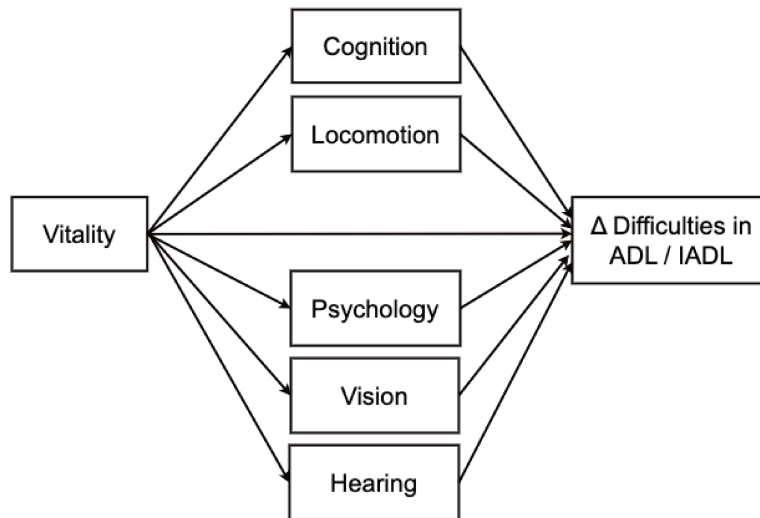 Cognition
Locomotion
Vitality
Δ Difficulties in
ADL / IADL
Psychology
Vision
Hearing